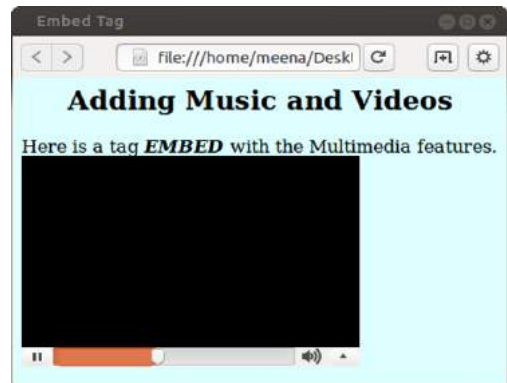 Embed Tag
file:///home/meena/Deskt
Adding Music and Videos
Here is a tag EMBED with the Multimedia features.